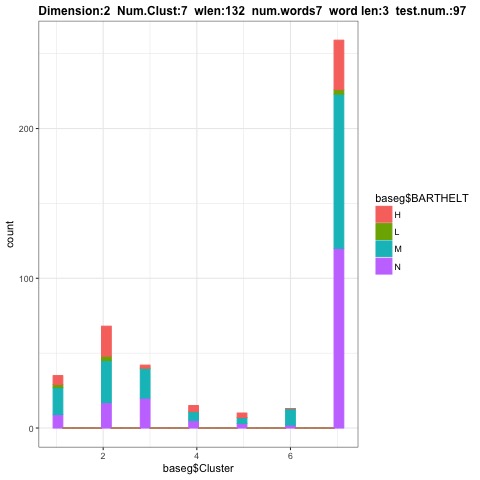 Dimension:2 Num.Clust:7 wlen:132 num.words7 word len:3 test.num.:97
200
100
0
count
2 4 6
baseg$Cluster
baseg$BARTHELT
H
L
M
N